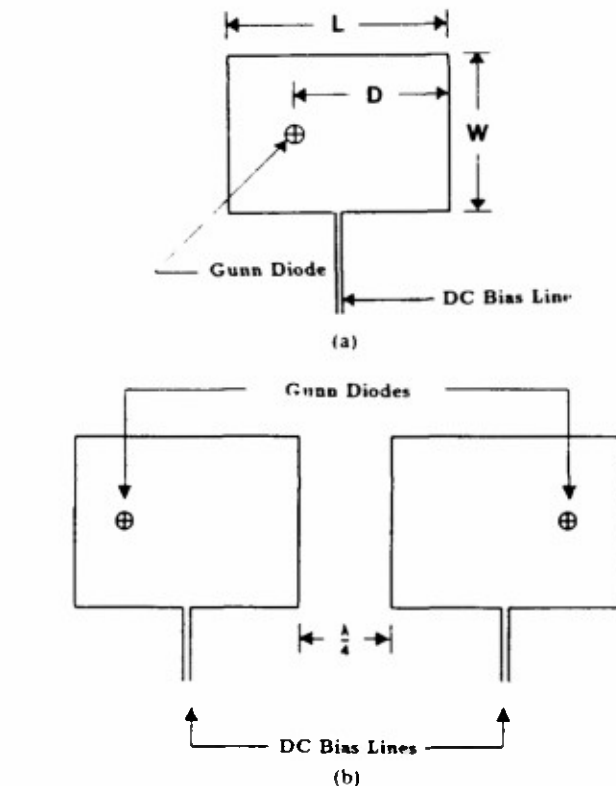 L
D
W
Gunn Diode
DC Bias Line
(a)
Gunn Diodes
λ/4
DC Bias Lines
(b)